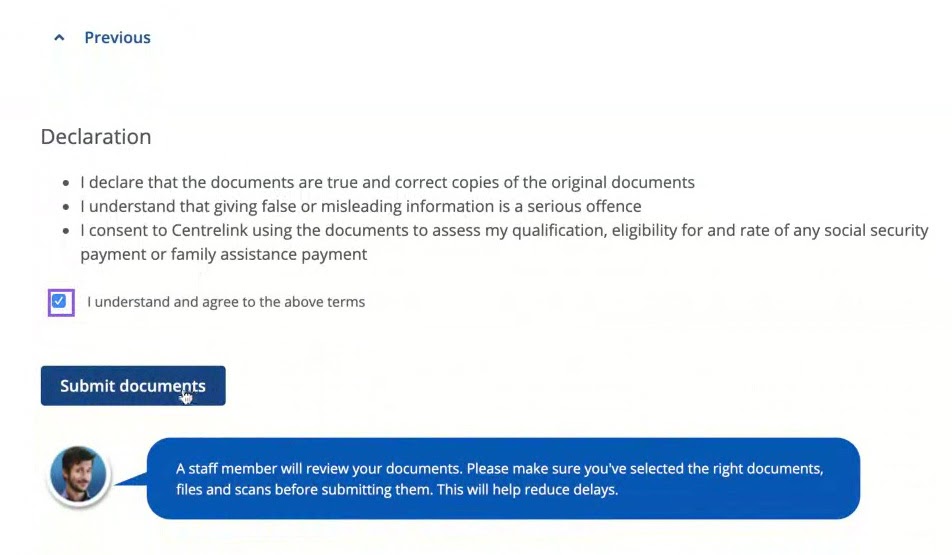 Previous
Declaration
I declare that the documents are true and correct copies of the original documents
I understand that giving false or misleading information is a serious offence
I consent to Centrelink using the documents to assess my qualification, eligibility for and rate of any social security
payment or family assistance payment
I understand and agree to the above terms
Submit documents
A staff member will review your documents. Please make sure you've selected the right documents,
files and scans before submitting them. This will help reduce delays.